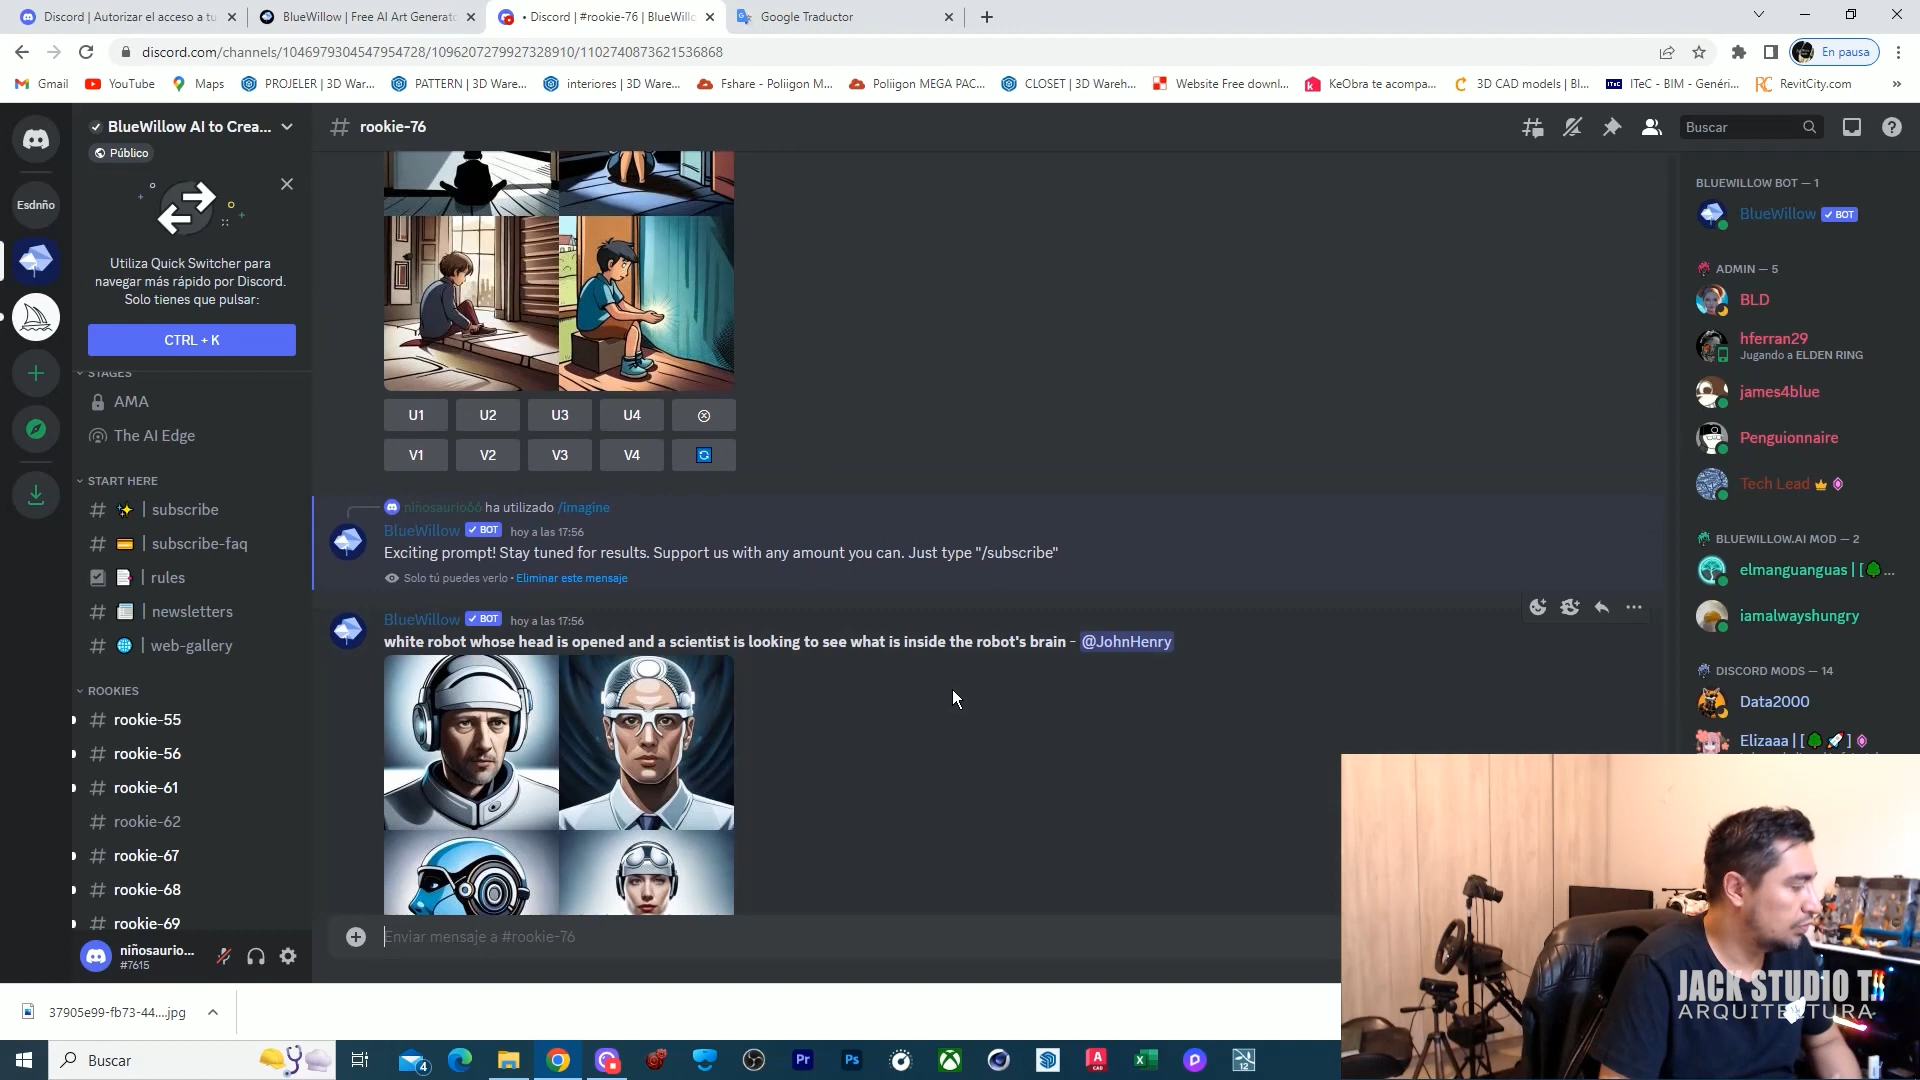 Discord | Autorizar el acceso a tu
BlueWillow | Free AI Art Generato
• Discord | #rookie-76 | BlueWillo
Google Traductor
discord.com/channels/1046979304547954728/1096207279927328910/1102740873621536868
En pausa
Gmail
YouTube
Maps
PROJELER | 3D War...
PATTERN | 3D Ware...
interiores | 3D Ware...
Fshare - Poliigon M...
Poliigon MEGA PAC...
CLOSET | 3D Wareh...
Website Free downl...
KeObra te acompa...
3D CAD models | Bl...
ITeC - BIM - Genéri...
RevitCity.com
»
BlueWillow AI to Crea...
Público
Utiliza Quick Switcher para
navegar más rápido por Discord.
Solo tienes que pulsar:
CTRL + K
Esdnño
STAGES
AMA
The AI Edge
START HERE
| subscribe
| subscribe-faq
| rules
| newsletters
| web-gallery
ROOKIES
rookie-55
rookie-56
rookie-61
rookie-62
rookie-67
rookie-68
rookie-69
niñosaurio...
#7615
rookie-76
Buscar
U1 U2 U3 U4
V1 V2 V3 V4
niñosaurio66 ha utilizado /imagine
BlueWillow BOT hoy a las 17:56
Exciting prompt! Stay tuned for results. Support us with any amount you can. Just type "/subscribe"
Solo tú puedes verlo • Eliminar este mensaje
BlueWillow BOT hoy a las 17:56
white robot whose head is opened and a scientist is looking to see what is inside the robot's brain - @JohnHenry
Enviar mensaje a #rookie-76
BLUEWILLOW BOT — 1
BlueWillow BOT
ADMIN — 5
BLD
hferran29
Jugando a ELDEN RING
james4blue
Penguionnaire
Tech Lead
BLUEWILLOW.AI MOD — 2
elmanguanguas | [ ...
iamalwayshungry
DISCORD MODS — 14
Data2000
Elizaaa | [ ]
JACK STUDIO T.
ARQUITEKTURA
37905e99-fb73-44....jpg
Buscar
4
Pr
Ps
12